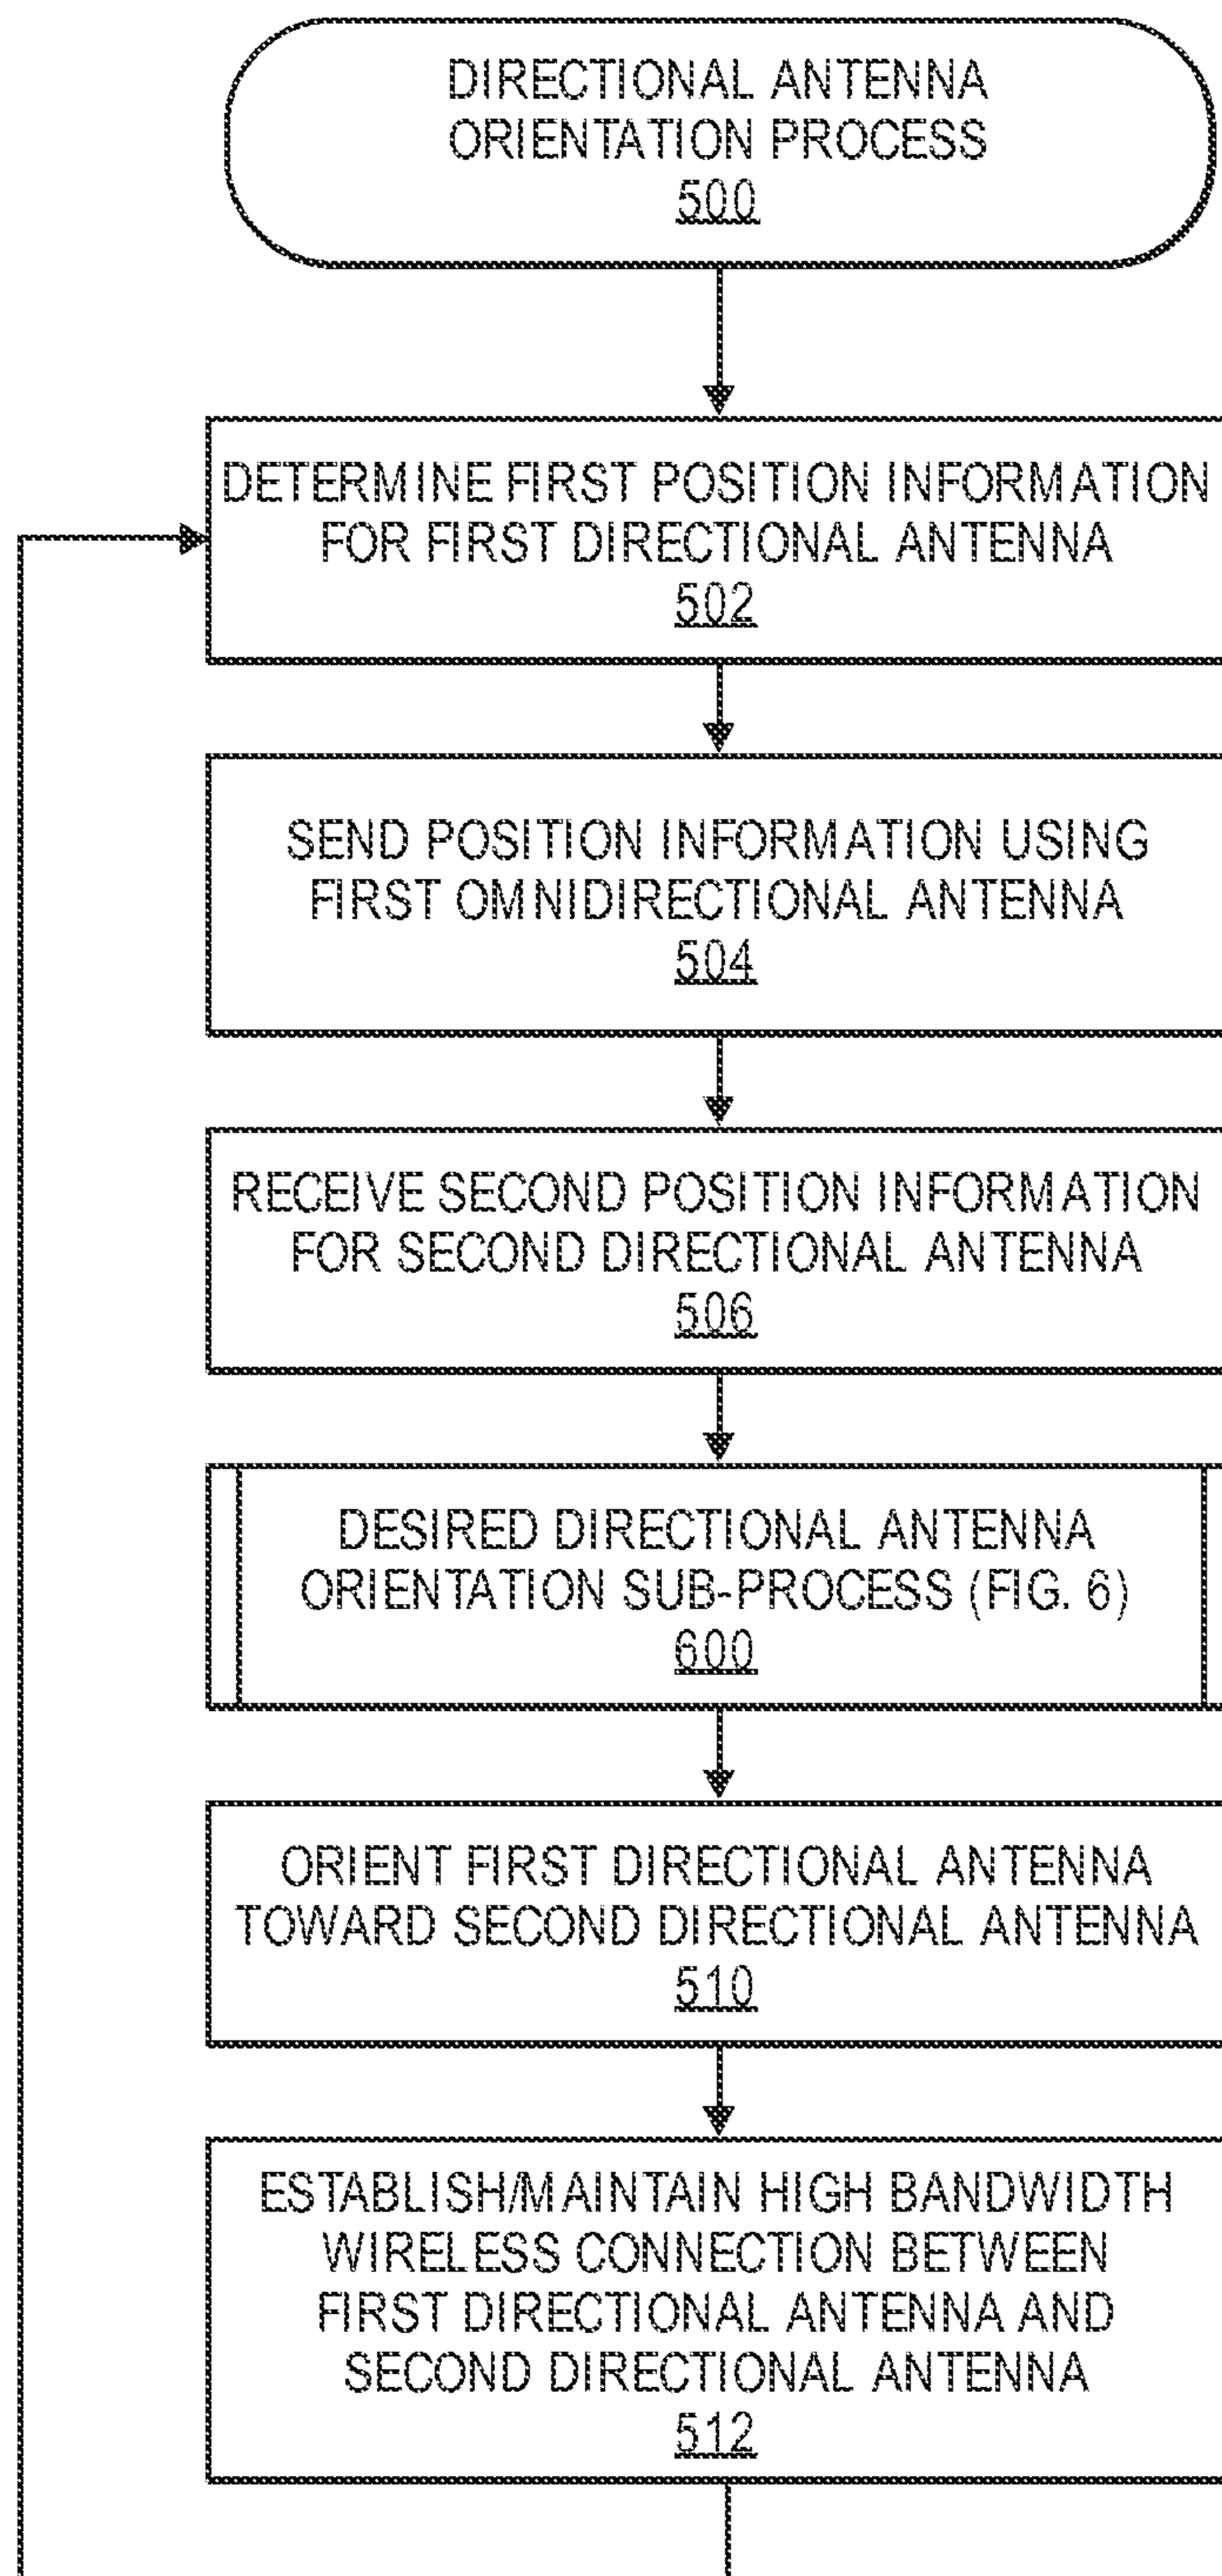 DIRECTIONAL ANTENNA
ORIENTATION PROCESS
500
DETERMINE FIRST POSITION INFORMATION
FOR FIRST DIRECTIONAL ANTENNA
502
SEND POSITION INFORMATION USING
FIRST OMNIDIRECTIONAL ANTENNA
504
RECEIVE SECOND POSITION INFORMATION
FOR SECOND DIRECTIONAL ANTENNA
506
DESIRED DIRECTIONAL ANTENNA
ORIENTATION SUB-PROCESS (FIG. 6)
600
ORIENT FIRST DIRECTIONAL ANTENNA
TOWARD SECOND DIRECTIONAL ANTENNA
510
ESTABLISH/MAINTAIN HIGH BANDWIDTH
WIRELESS CONNECTION BETWEEN
FIRST DIRECTIONAL ANTENNA AND
SECOND DIRECTIONAL ANTENNA
512